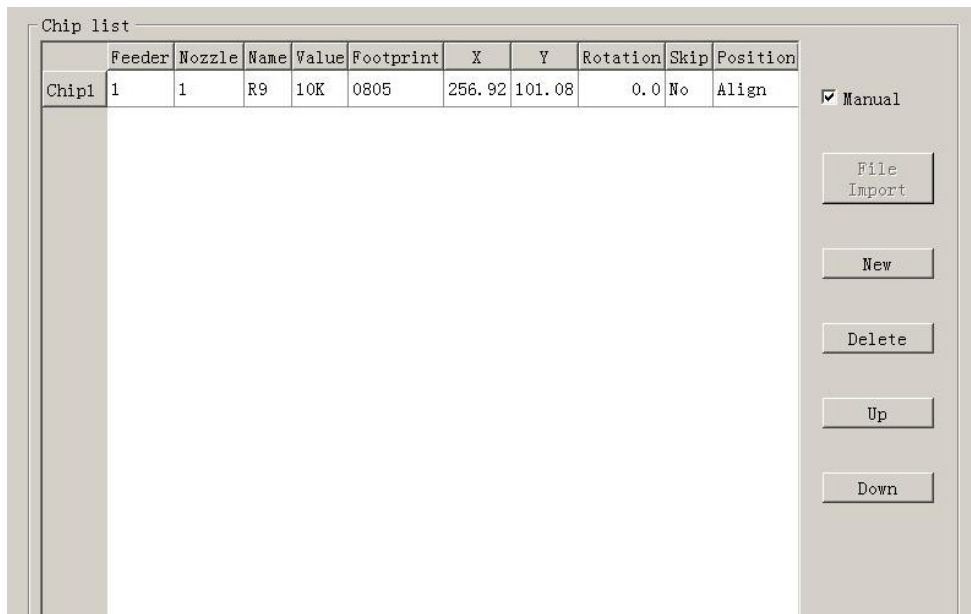 Chip list
Feeder Nozzle Name Value Footprint X Y Rotation Skip Position
Chip1 1 1 R9 10K 0805 256.92 101.08 0.0 No Align
Manual
File
Import
New
Delete
Up
Down